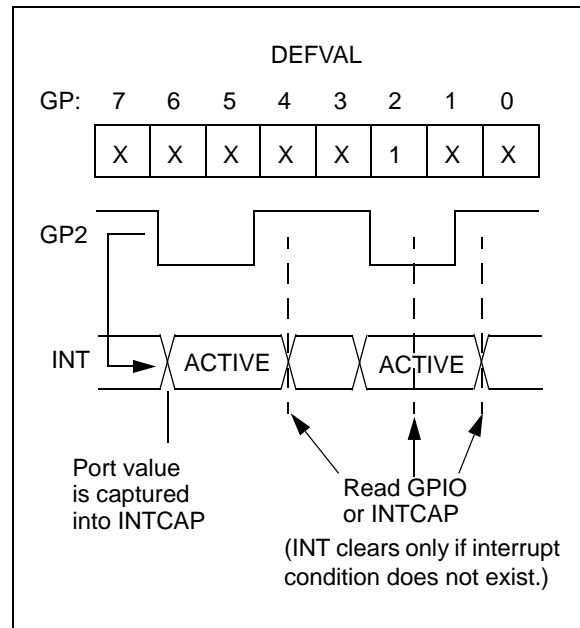 DEFVAL
GP: 7 6 5 4 3 2 1 0
X X X X X 1 X X
GP2
INT
ACTIVE
ACTIVE
Port value
is captured
into INTCAP
Read GPIO
or INTCAP
(INT clears only if interrupt
condition does not exist.)